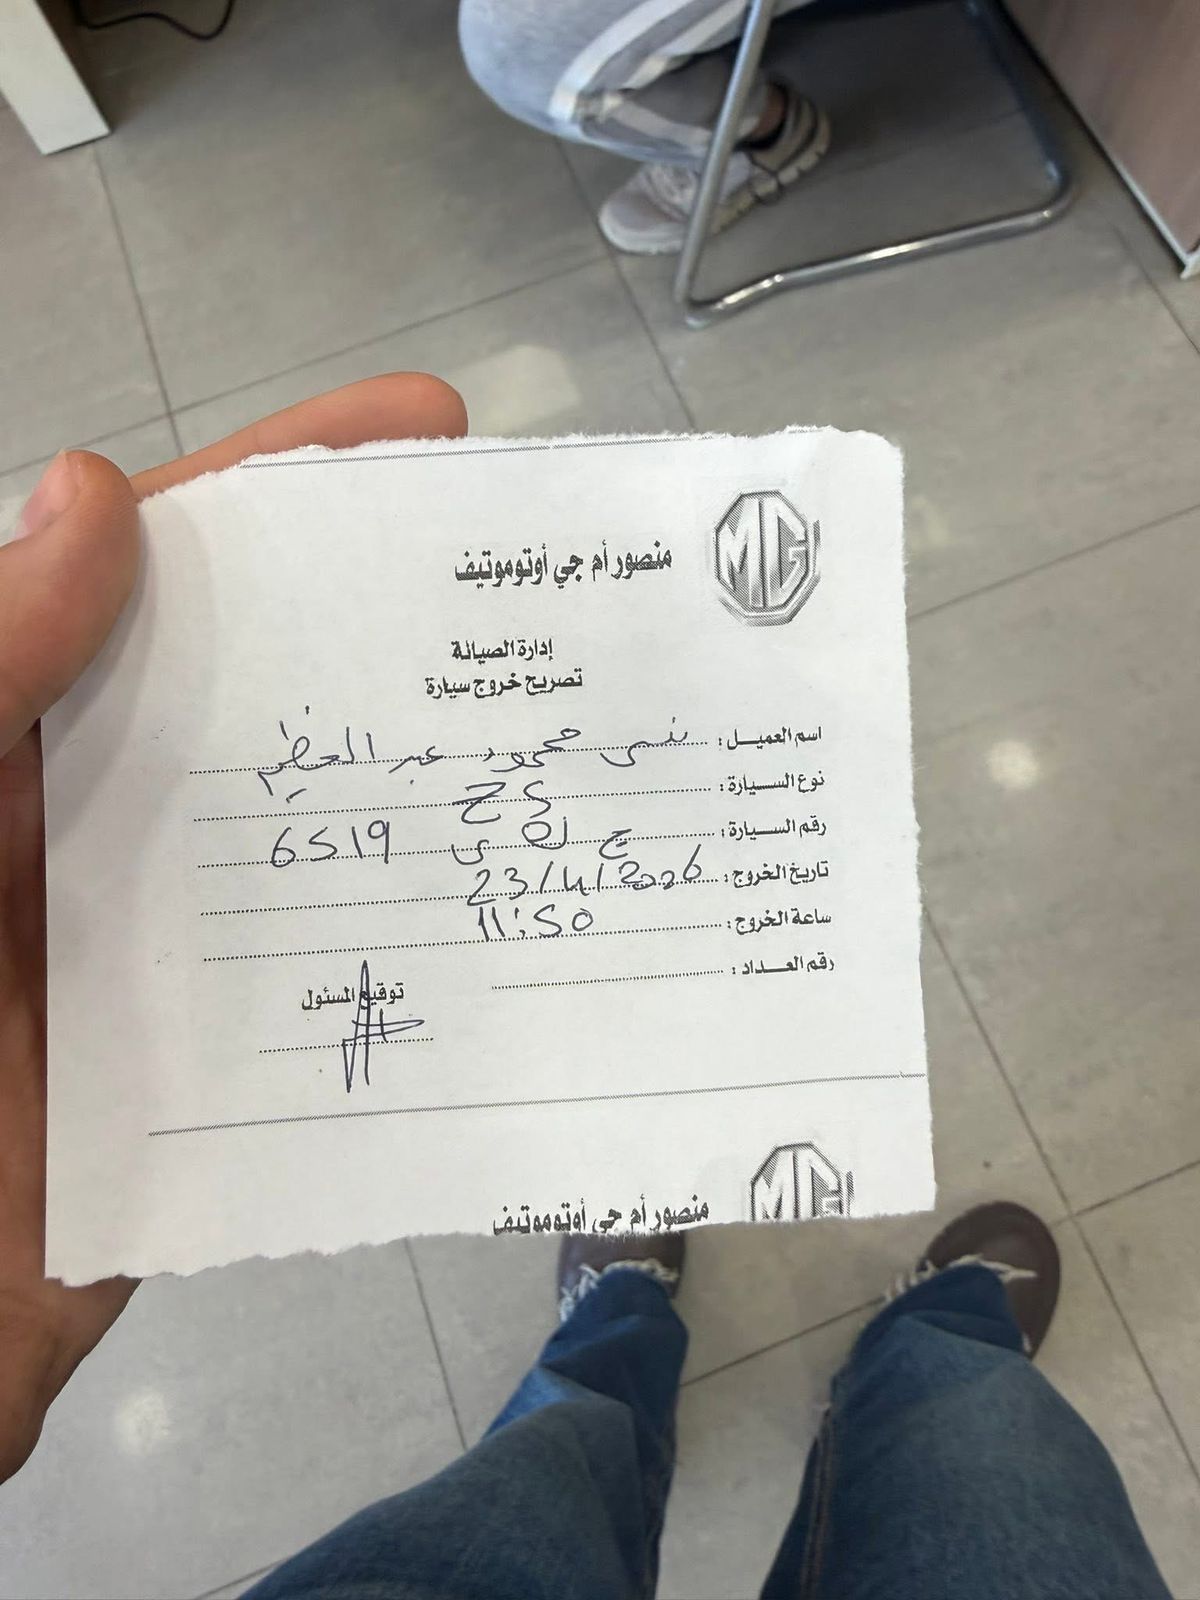 MG
منصور أم جي أوتوموتيف
إدارة الصيانة
تصريح خروج سيارة
اسم العميل : محمود عبد العظيم
نوع السيارة :
رقم السيارة : 6519
تاريخ الخروج : 23/4/2026
ساعة الخروج : 11:50
رقم العداد :
توقيع المسئول
MG
منصور أم جي أوتوموتيف